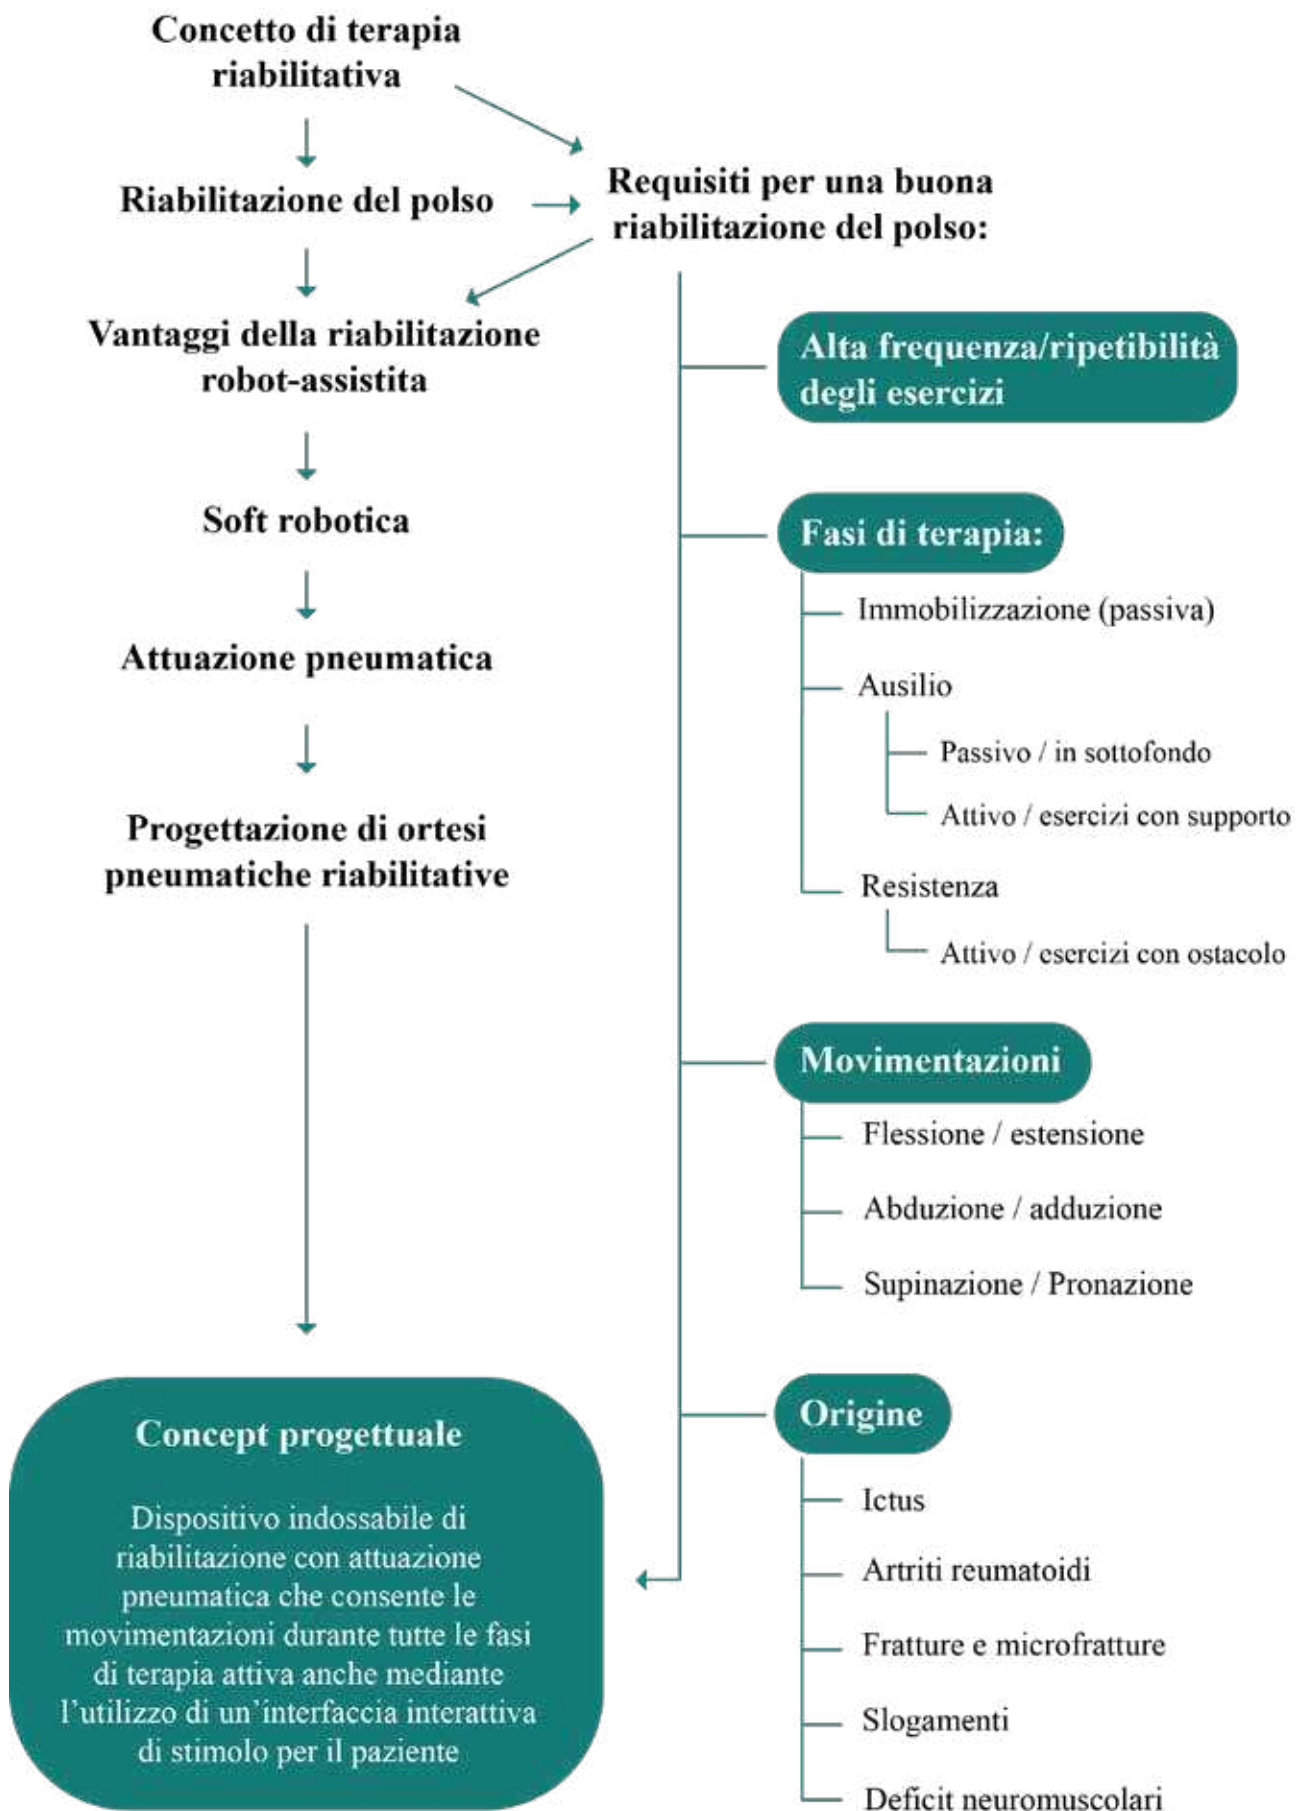 Concetto di terapia
riabilitativa
Riabilitazione del polso
Vantaggi della riabilitazione
robot-assistita
Soft robotica
Attuazione pneumatica
Progettazione di ortesi
pneumatiche riabilitative
Concept progettuale
Dispositivo indossabile di
riabilitazione con attuazione
pneumatica che consente le
movimentazioni durante tutte le fasi
di terapia attiva anche mediante
l'utilizzo di un'interfaccia interattiva
di stimolo per il paziente
Requisiti per una buona
riabilitazione del polso:
Alta frequenza/ripetibilità
degli esercizi
Fasi di terapia:
Immobilizzazione (passiva)
Ausilio
Passivo / in sottofondo
Attivo / esercizi con supporto
Resistenza
Attivo / esercizi con ostacolo
Movimentazioni
Flessione / estensione
Abduzione / adduzione
Supinazione / Pronazione
Origine
Ictus
Artriti reumatoidi
Fratture e microfratture
Slogamenti
Deficit neuromuscolari